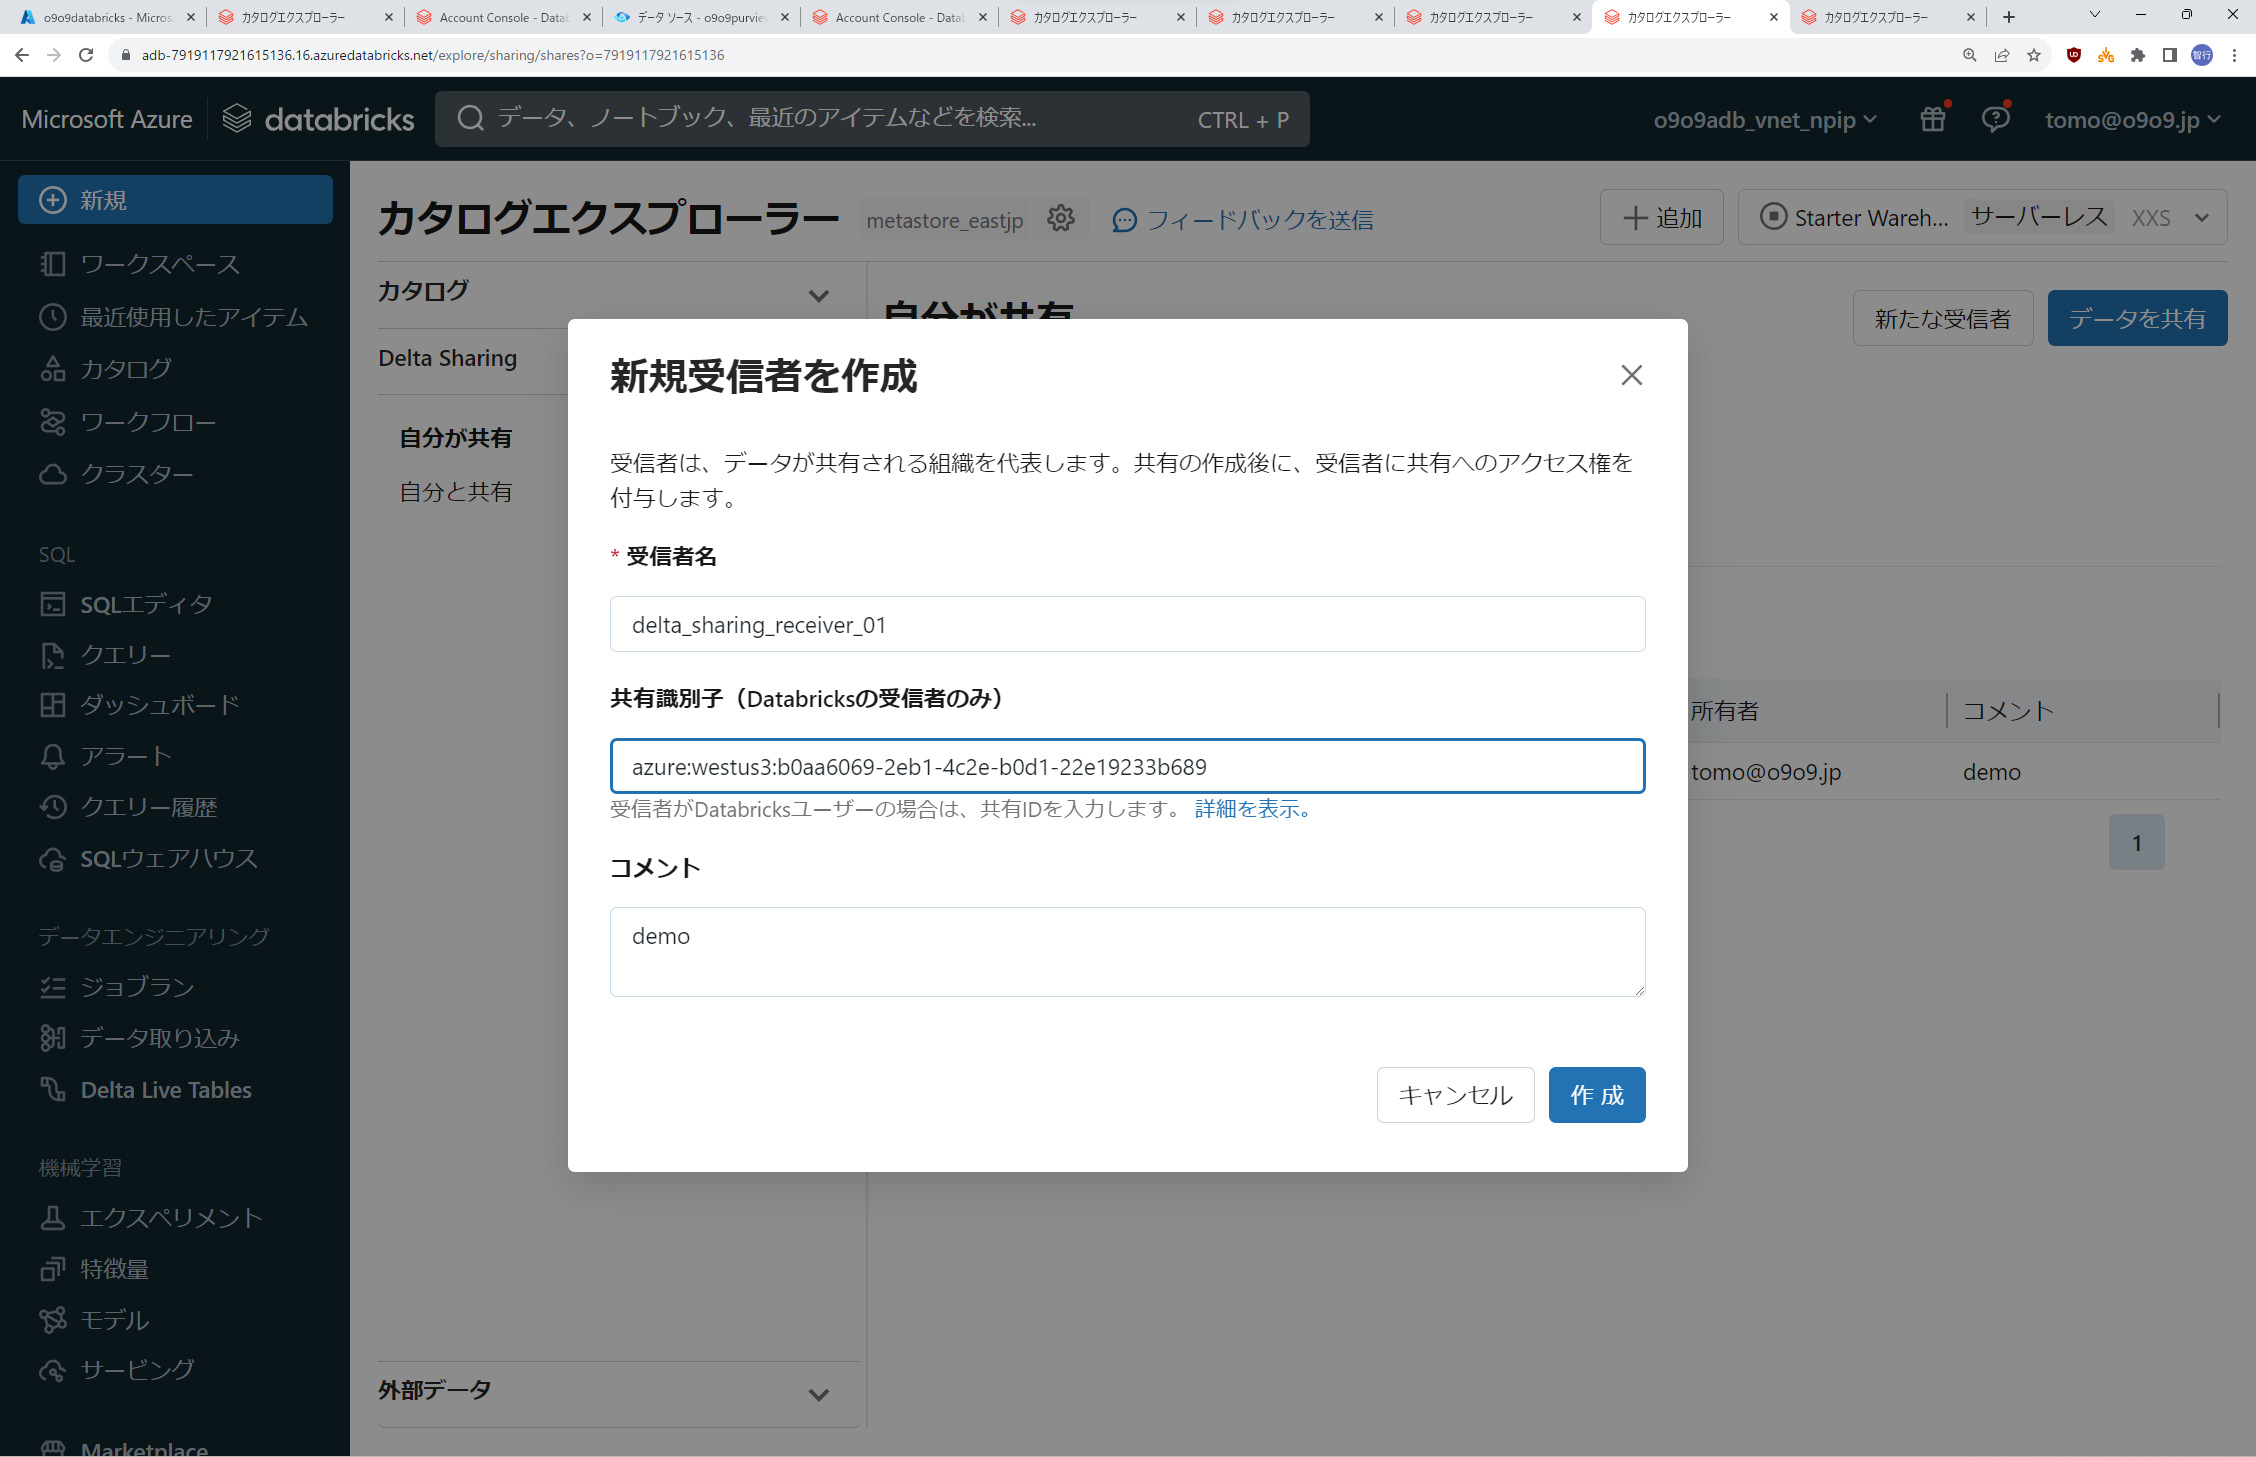 o9o9databricks - Micros
カタログエクスプローラー
Account Console - Datab
データ ソース - o9o9purvie
Account Console - Datab
カタログエクスプローラー
カタログエクスプローラー
カタログエクスプローラー
カタログエクスプローラー
カタログエクスプローラー
adb-7919117921615136.16.azuredatabricks.net/explore/sharing/shares?o=7919117921615136
智行
Microsoft Azure
databricks
データ、ノートブック、最近のアイテムなどを検索...
CTRL + P
o9o9adb_vnet_npip
tomo@o9o9.jp
新規
ワークスペース
最近使用したアイテム
カタログ
ワークフロー
クラスター
SQL
SQLエディタ
クエリー
ダッシュボード
アラート
クエリー履歴
SQLウェアハウス
データエンジニアリング
ジョブラン
データ取り込み
Delta Live Tables
機械学習
エクスペリメント
特徴量
モデル
サービング
Marketplace
カタログエクスプローラー
metastore_eastjp
フィードバックを送信
追加
Starter Wareh...
サーバーレス
XXS
カタログ
Delta Sharing
自分が共有
自分と共有
外部データ
自分が共有
新たな受信者
データを共有
所有者
コメント
tomo@o9o9.jp
demo
1
新規受信者を作成
受信者は、データが共有される組織を代表します。共有の作成後に、受信者に共有へのアクセス権を
付与します。
* 受信者名
delta_sharing_receiver_01
共有識別子（Databricksの受信者のみ）
azure:westus3:b0aa6069-2eb1-4c2e-b0d1-22e19233b689
受信者がDatabricksユーザーの場合は、共有IDを入力します。 詳細を表示。
コメント
demo
キャンセル
作 成